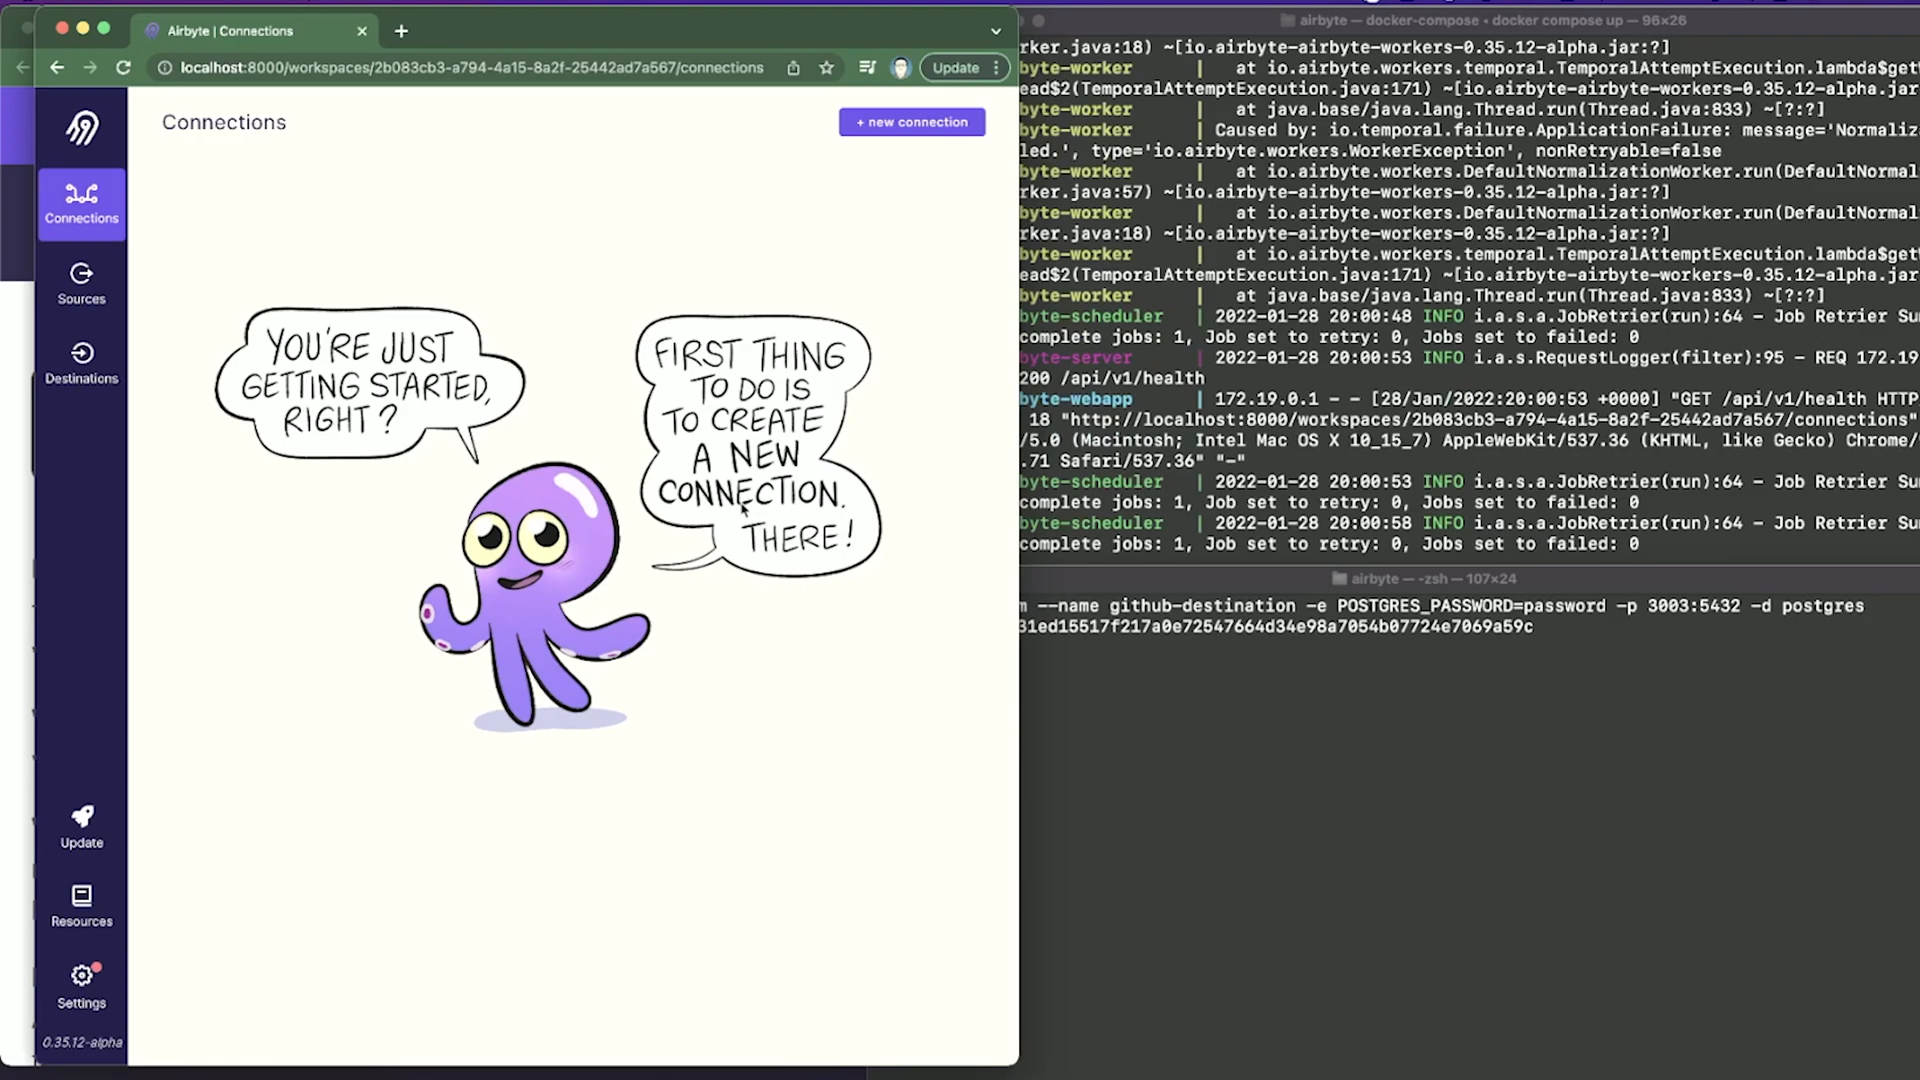 Airbyte | Connections
localhost:8000/workspaces/2b083cb3-a794-4a15-8a2f-25442ad7a567/connections
Update
Connections
+ new connection
Connections
Sources
Destinations
Update
Resources
Settings
0.35.12-alpha
YOU'RE JUST
GETTING STARTED,
RIGHT?
FIRST THING
TO DO IS
TO CREATE
A NEW
CONNECTION.
THERE!
airbyte — docker-compose • docker compose up — 96×26
rker.java:18) ~[io.airbyte-airbyte-workers-0.35.12-alpha.jar:?]
byte-worker | at io.airbyte.workers.temporal.TemporalAttemptExecution.lambda$get
ead$2(TemporalAttemptExecution.java:171) ~[io.airbyte-airbyte-workers-0.35.12-alpha.jar
byte-worker | at java.base/java.lang.Thread.run(Thread.java:833) ~[?:?]
byte-worker | Caused by: io.temporal.failure.ApplicationFailure: message='Normaliz
led.', type='io.airbyte.workers.WorkerException', nonRetryable=false
byte-worker | at io.airbyte.workers.DefaultNormalizationWorker.run(DefaultNormal
rker.java:57) ~[io.airbyte-airbyte-workers-0.35.12-alpha.jar:?]
byte-worker | at io.airbyte.workers.DefaultNormalizationWorker.run(DefaultNormal
rker.java:18) ~[io.airbyte-airbyte-workers-0.35.12-alpha.jar:?]
byte-worker | at io.airbyte.workers.temporal.TemporalAttemptExecution.lambda$get
ead$2(TemporalAttemptExecution.java:171) ~[io.airbyte-airbyte-workers-0.35.12-alpha.jar
byte-worker | at java.base/java.lang.Thread.run(Thread.java:833) ~[?:?]
byte-scheduler | 2022-01-28 20:00:48 INFO i.a.s.a.JobRetrier(run):64 - Job Retrier Su
complete jobs: 1, Job set to retry: 0, Jobs set to failed: 0
byte-server | 2022-01-28 20:00:53 INFO i.a.s.RequestLogger(filter):95 - REQ 172.19
200 /api/v1/health
byte-webapp | 172.19.0.1 - - [28/Jan/2022:20:00:53 +0000] "GET /api/v1/health HTTP
18 "http://localhost:8000/workspaces/2b083cb3-a794-4a15-8a2f-25442ad7a567/connections"
/5.0 (Macintosh; Intel Mac OS X 10_15_7) AppleWebKit/537.36 (KHTML, like Gecko) Chrome/
.71 Safari/537.36" "-"
byte-scheduler | 2022-01-28 20:00:53 INFO i.a.s.a.JobRetrier(run):64 - Job Retrier Su
complete jobs: 1, Job set to retry: 0, Jobs set to failed: 0
byte-scheduler | 2022-01-28 20:00:58 INFO i.a.s.a.JobRetrier(run):64 - Job Retrier Su
complete jobs: 1, Job set to retry: 0, Jobs set to failed: 0
airbyte — -zsh — 107×24
m --name github-destination -e POSTGRES_PASSWORD=password -p 3003:5432 -d postgres
31ed15517f217a0e72547664d34e98a7054b07724e7069a59c